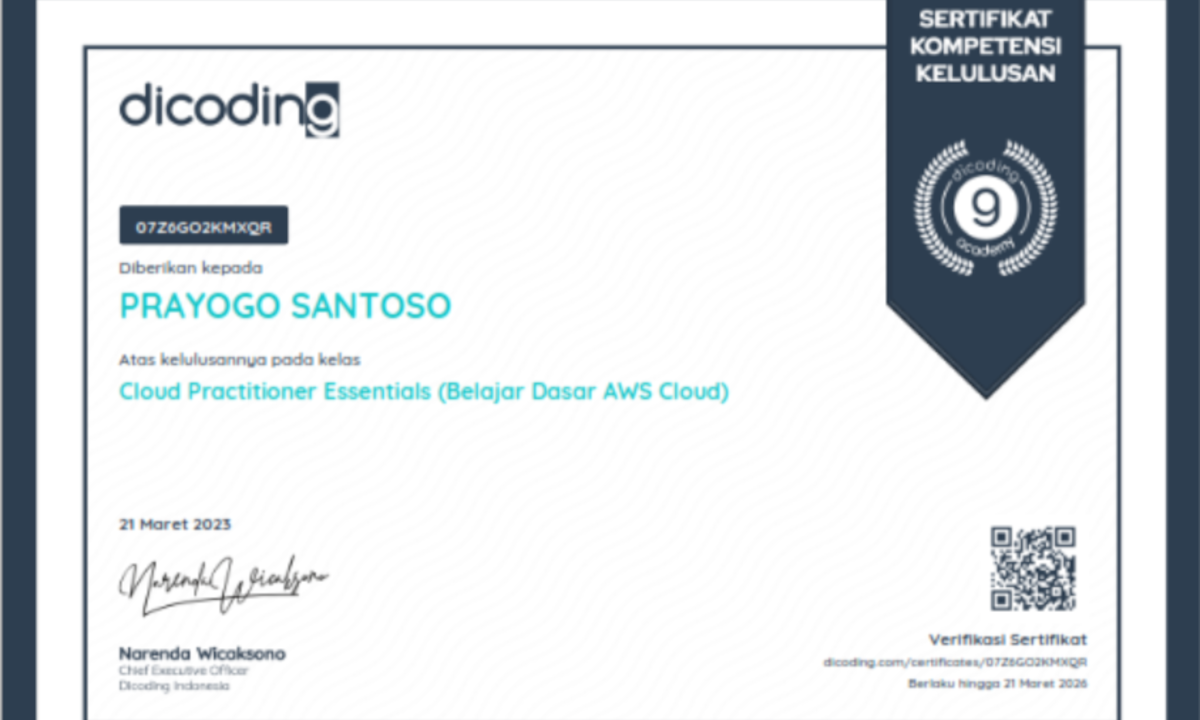 SERTIFIKAT
KOMPETENSI
KELULUSAN
dicoding
dicoding
9
academy
07Z6GO2KMXQR
Diberikan kepada
PRAYOGO SANTOSO
Atas kelulusannya pada kelas
Cloud Practitioner Essentials (Belajar Dasar AWS Cloud)
21 Maret 2023
Narenda Wicaksono
Narenda Wicaksono
Chief Executive Officer
Dicoding Indonesia
Verifikasi Sertifikat
dicoding.com/certificates/07Z6GO2KMXQR
Berlaku hingga 21 Maret 2026